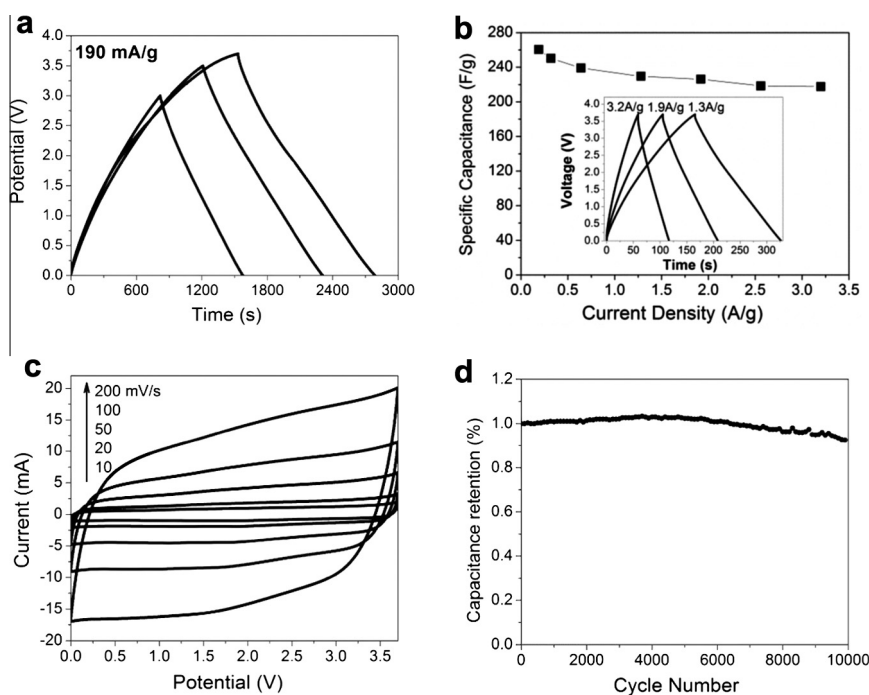 a
190 mA/g
4.0
3.5
3.0
2.5
2.0
1.5
1.0
0.5
0.0
Potential (V)
0 600 1200 1800 2400 3000
Time (s)
b
280
240
200
160
120
80
40
0
Specific Capacitance (F/g)
3.2A/g 1.9A/g 1.3A/g
4.0
3.5
3.0
2.5
2.0
1.5
1.0
0.5
0.0
Voltage (V)
0 50 100 150 200 250 300
Time (s)
0.0 0.5 1.0 1.5 2.0 2.5 3.0 3.5
Current Density (A/g)
c
200 mV/s
100
50
20
10
20
15
10
5
0
-5
-10
-15
-20
Current (mA)
0.0 0.5 1.0 1.5 2.0 2.5 3.0 3.5
Potential (V)
d
1.2
1.0
0.8
0.6
0.4
0.2
0.0
Capacitance retention (%)
0 2000 4000 6000 8000 10000
Cycle Number